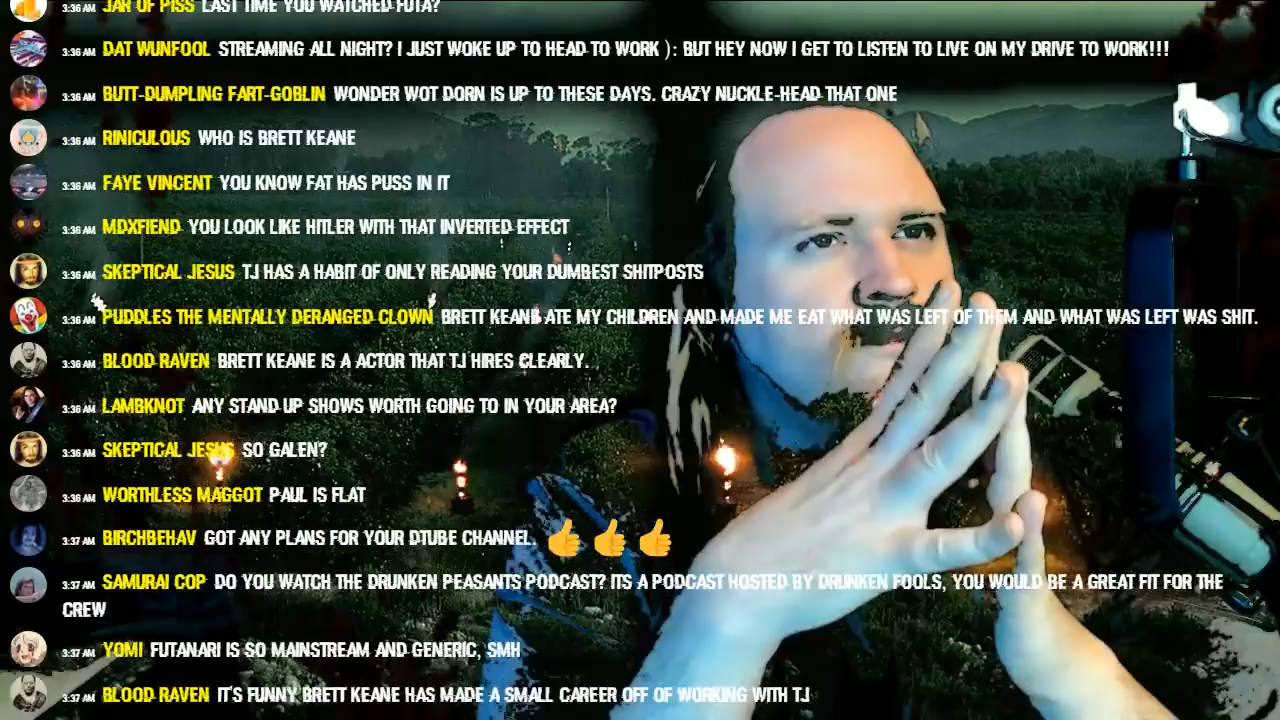 3:36 AM JAR OF PISS LAST TIME YOU WATCHED FUTA?
3:36 AM DAT WUNFOOL STREAMING ALL NIGHT? I JUST WOKE UP TO HEAD TO WORK ): BUT HEY NOW I GET TO LISTEN TO LIVE ON MY DRIVE TO WORK!!!
3:36 AM BUTT-DUMPLING FART-GOBLIN WONDER WOT DORN IS UP TO THESE DAYS. CRAZY NUCKLE-HEAD THAT ONE
3:36 AM RINICULOUS WHO IS BRETT KEANE
3:36 AM FAYE VINCENT YOU KNOW FAT HAS PUSS IN IT
3:36 AM MDXFIEND YOU LOOK LIKE HITLER WITH THAT INVERTED EFFECT
3:36 AM SKEPTICAL JESUS TJ HAS A HABIT OF ONLY READING YOUR DUMBEST SHITPOSTS
3:36 AM PUDDLES THE MENTALLY DERANGED CLOWN BRETT KEANE ATE MY CHILDREN AND MADE ME EAT WHAT WAS LEFT OF THEM AND WHAT WAS LEFT WAS SHIT.
3:36 AM BLOOD RAVEN BRETT KEANE IS A ACTOR THAT TJ HIRES CLEARLY.
3:36 AM LAMBKNOT ANY STAND UP SHOWS WORTH GOING TO IN YOUR AREA?
3:36 AM SKEPTICAL JESUS SO GALEN?
3:36 AM WORTHLESS MAGGOT PAUL IS FLAT
3:37 AM BIRCHBEHAV GOT ANY PLANS FOR YOUR DTUBE CHANNEL. 👍 👍 👍
3:37 AM SAMURAI COP DO YOU WATCH THE DRUNKEN PEASANTS PODCAST? ITS A PODCAST HOSTED BY DRUNKEN FOOLS, YOU WOULD BE A GREAT FIT FOR THE
CREW
3:37 AM YOMI FUTANARI IS SO MAINSTREAM AND GENERIC, SMH
3:37 AM BLOOD RAVEN IT'S FUNNY BRETT KEANE HAS MADE A SMALL CAREER OFF OF WORKING WITH TJ